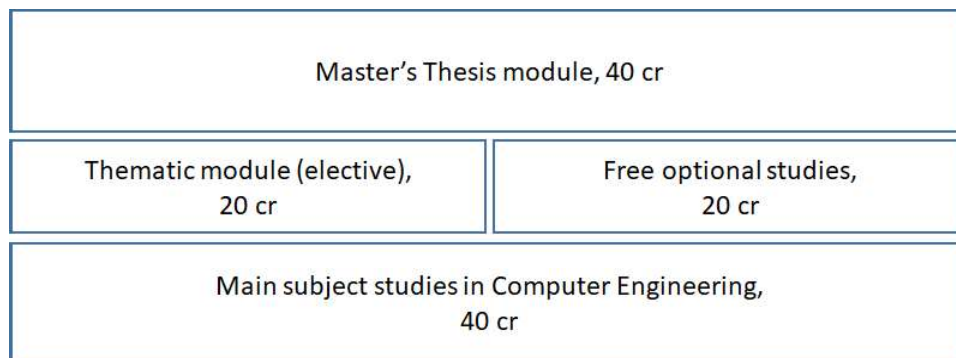 Master’s Thesis module, 40 cr
Thematic module (elective),
20 cr
Free optional studies,
20 cr
Main subject studies in Computer Engineering,
40 cr